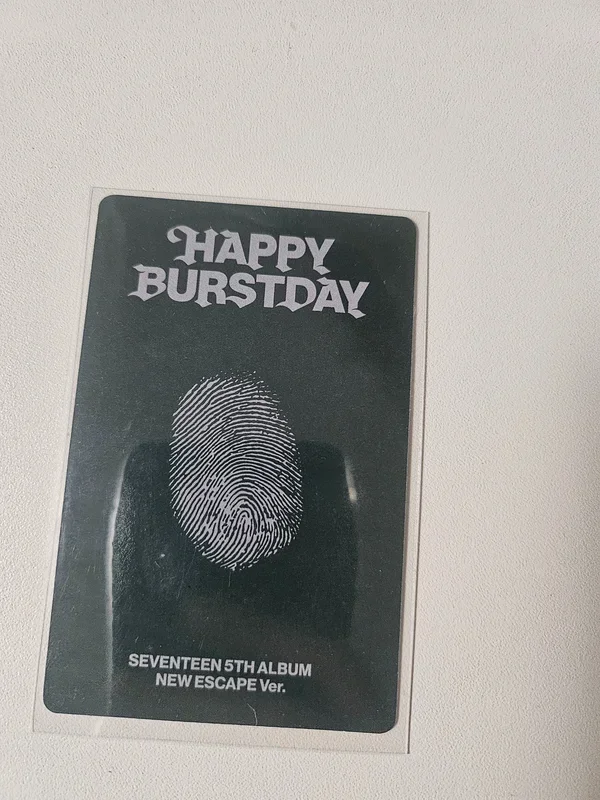 HAPPY
BURSTDAY
SEVENTEEN 5TH ALBUM
NEW ESCAPE Ver.